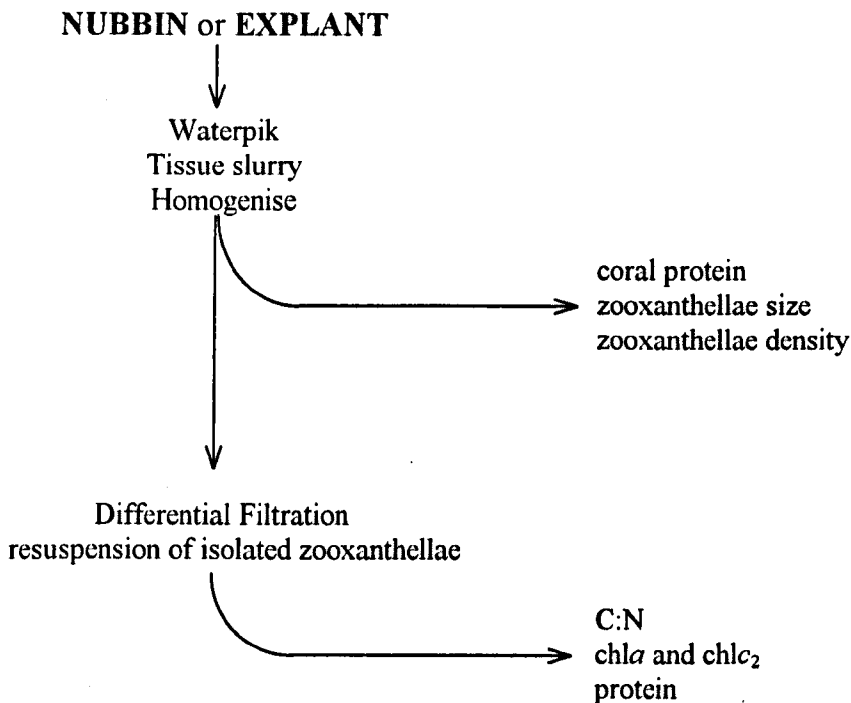 NUBBIN or EXPLANT
Waterpik
Tissue slurry
Homogenise
coral protein
zooxanthellae size
zooxanthellae density
Differential Filtration
resuspension of isolated zooxanthellae
C:N
chla and chlc₂
protein